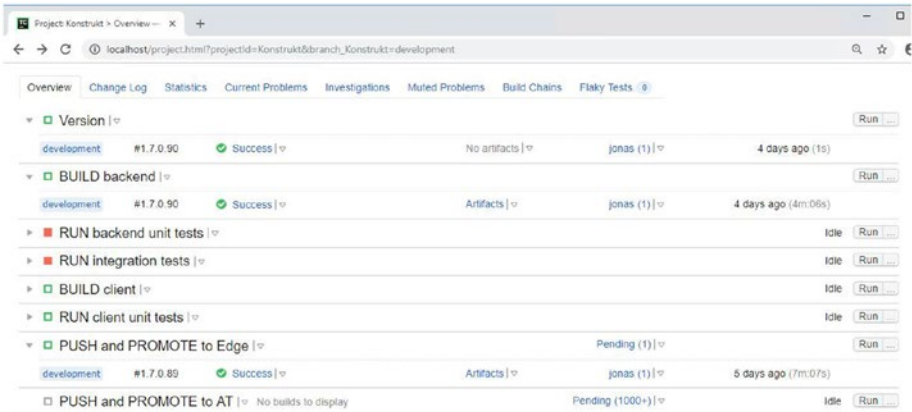 Project: Konstrukt > Overview —
localhost/project.html?projectId=Konstrukt&branch_Konstrukt=development
Overview Change Log Statistics Current Problems Investigations Muted Problems Build Chains Flaky Tests 0
Version Run ...
development #1.7.0.90 Success No artifacts jonas (1) 4 days ago (1s)
BUILD backend Run ...
development #1.7.0.90 Success Artifacts jonas (1) 4 days ago (4m:06s)
RUN backend unit tests Idle Run ...
RUN integration tests Idle Run ...
BUILD client Idle Run ...
RUN client unit tests Idle Run ...
PUSH and PROMOTE to Edge Pending (1) Run ...
development #1.7.0.89 Success Artifacts jonas (1) 5 days ago (7m:07s)
PUSH and PROMOTE to AT No builds to display Pending (1000+) Idle Run ...